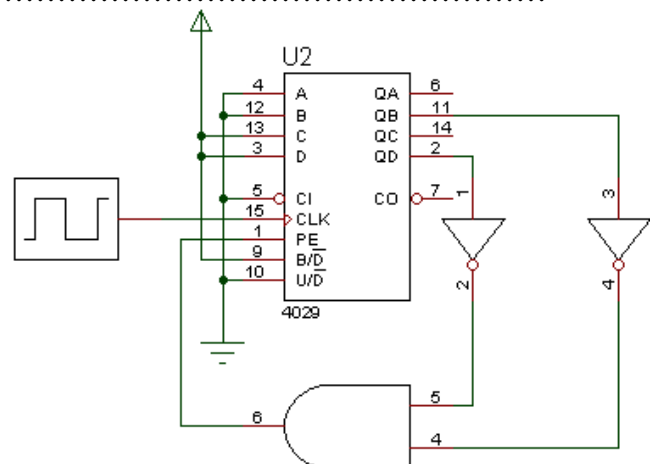 ......................................................
U2
4 A QA 6
12 B QB 11
13 C QC 14
3 D QD 2
5 CI CO 7
15 CLK
1 PE
9 B/D̅
10 U/D̅
4029
1 3
2 4
6 5
4